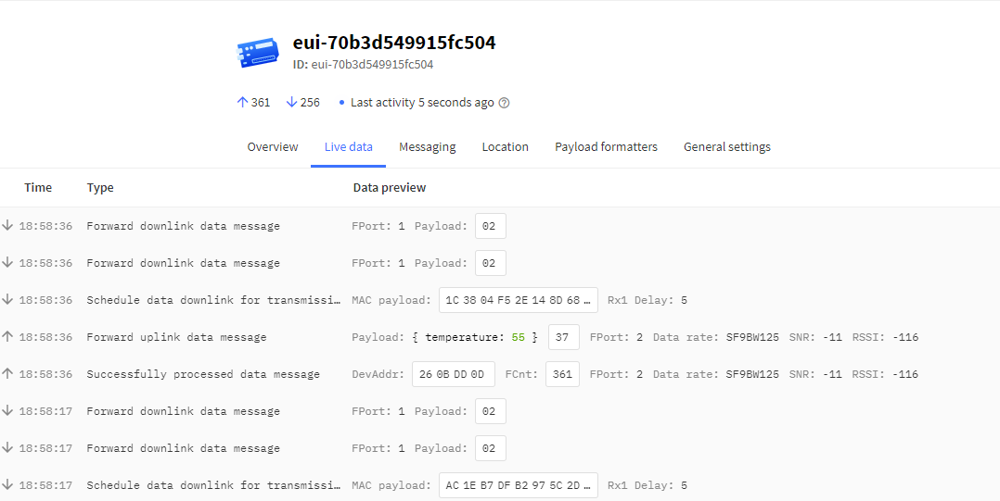 eui-70b3d549915fc504
ID: eui-70b3d549915fc504
361 256 • Last activity 5 seconds ago
Overview Live data Messaging Location Payload formatters General settings
Time Type Data preview
18:58:36 Forward downlink data message FPort: 1 Payload: 02
18:58:36 Forward downlink data message FPort: 1 Payload: 02
18:58:36 Schedule data downlink for transmissi… MAC payload: 1C 38 04 F5 2E 14 8D 68 … Rx1 Delay: 5
18:58:36 Forward uplink data message Payload: { temperature: 55 } 37 FPort: 2 Data rate: SF9BW125 SNR: -11 RSSI: -116
18:58:36 Successfully processed data message DevAddr: 26 0B DD 0D FCnt: 361 FPort: 2 Data rate: SF9BW125 SNR: -11 RSSI: -116
18:58:17 Forward downlink data message FPort: 1 Payload: 02
18:58:17 Forward downlink data message FPort: 1 Payload: 02
18:58:17 Schedule data downlink for transmissi… MAC payload: AC 1E B7 DF B2 97 5C 2D … Rx1 Delay: 5